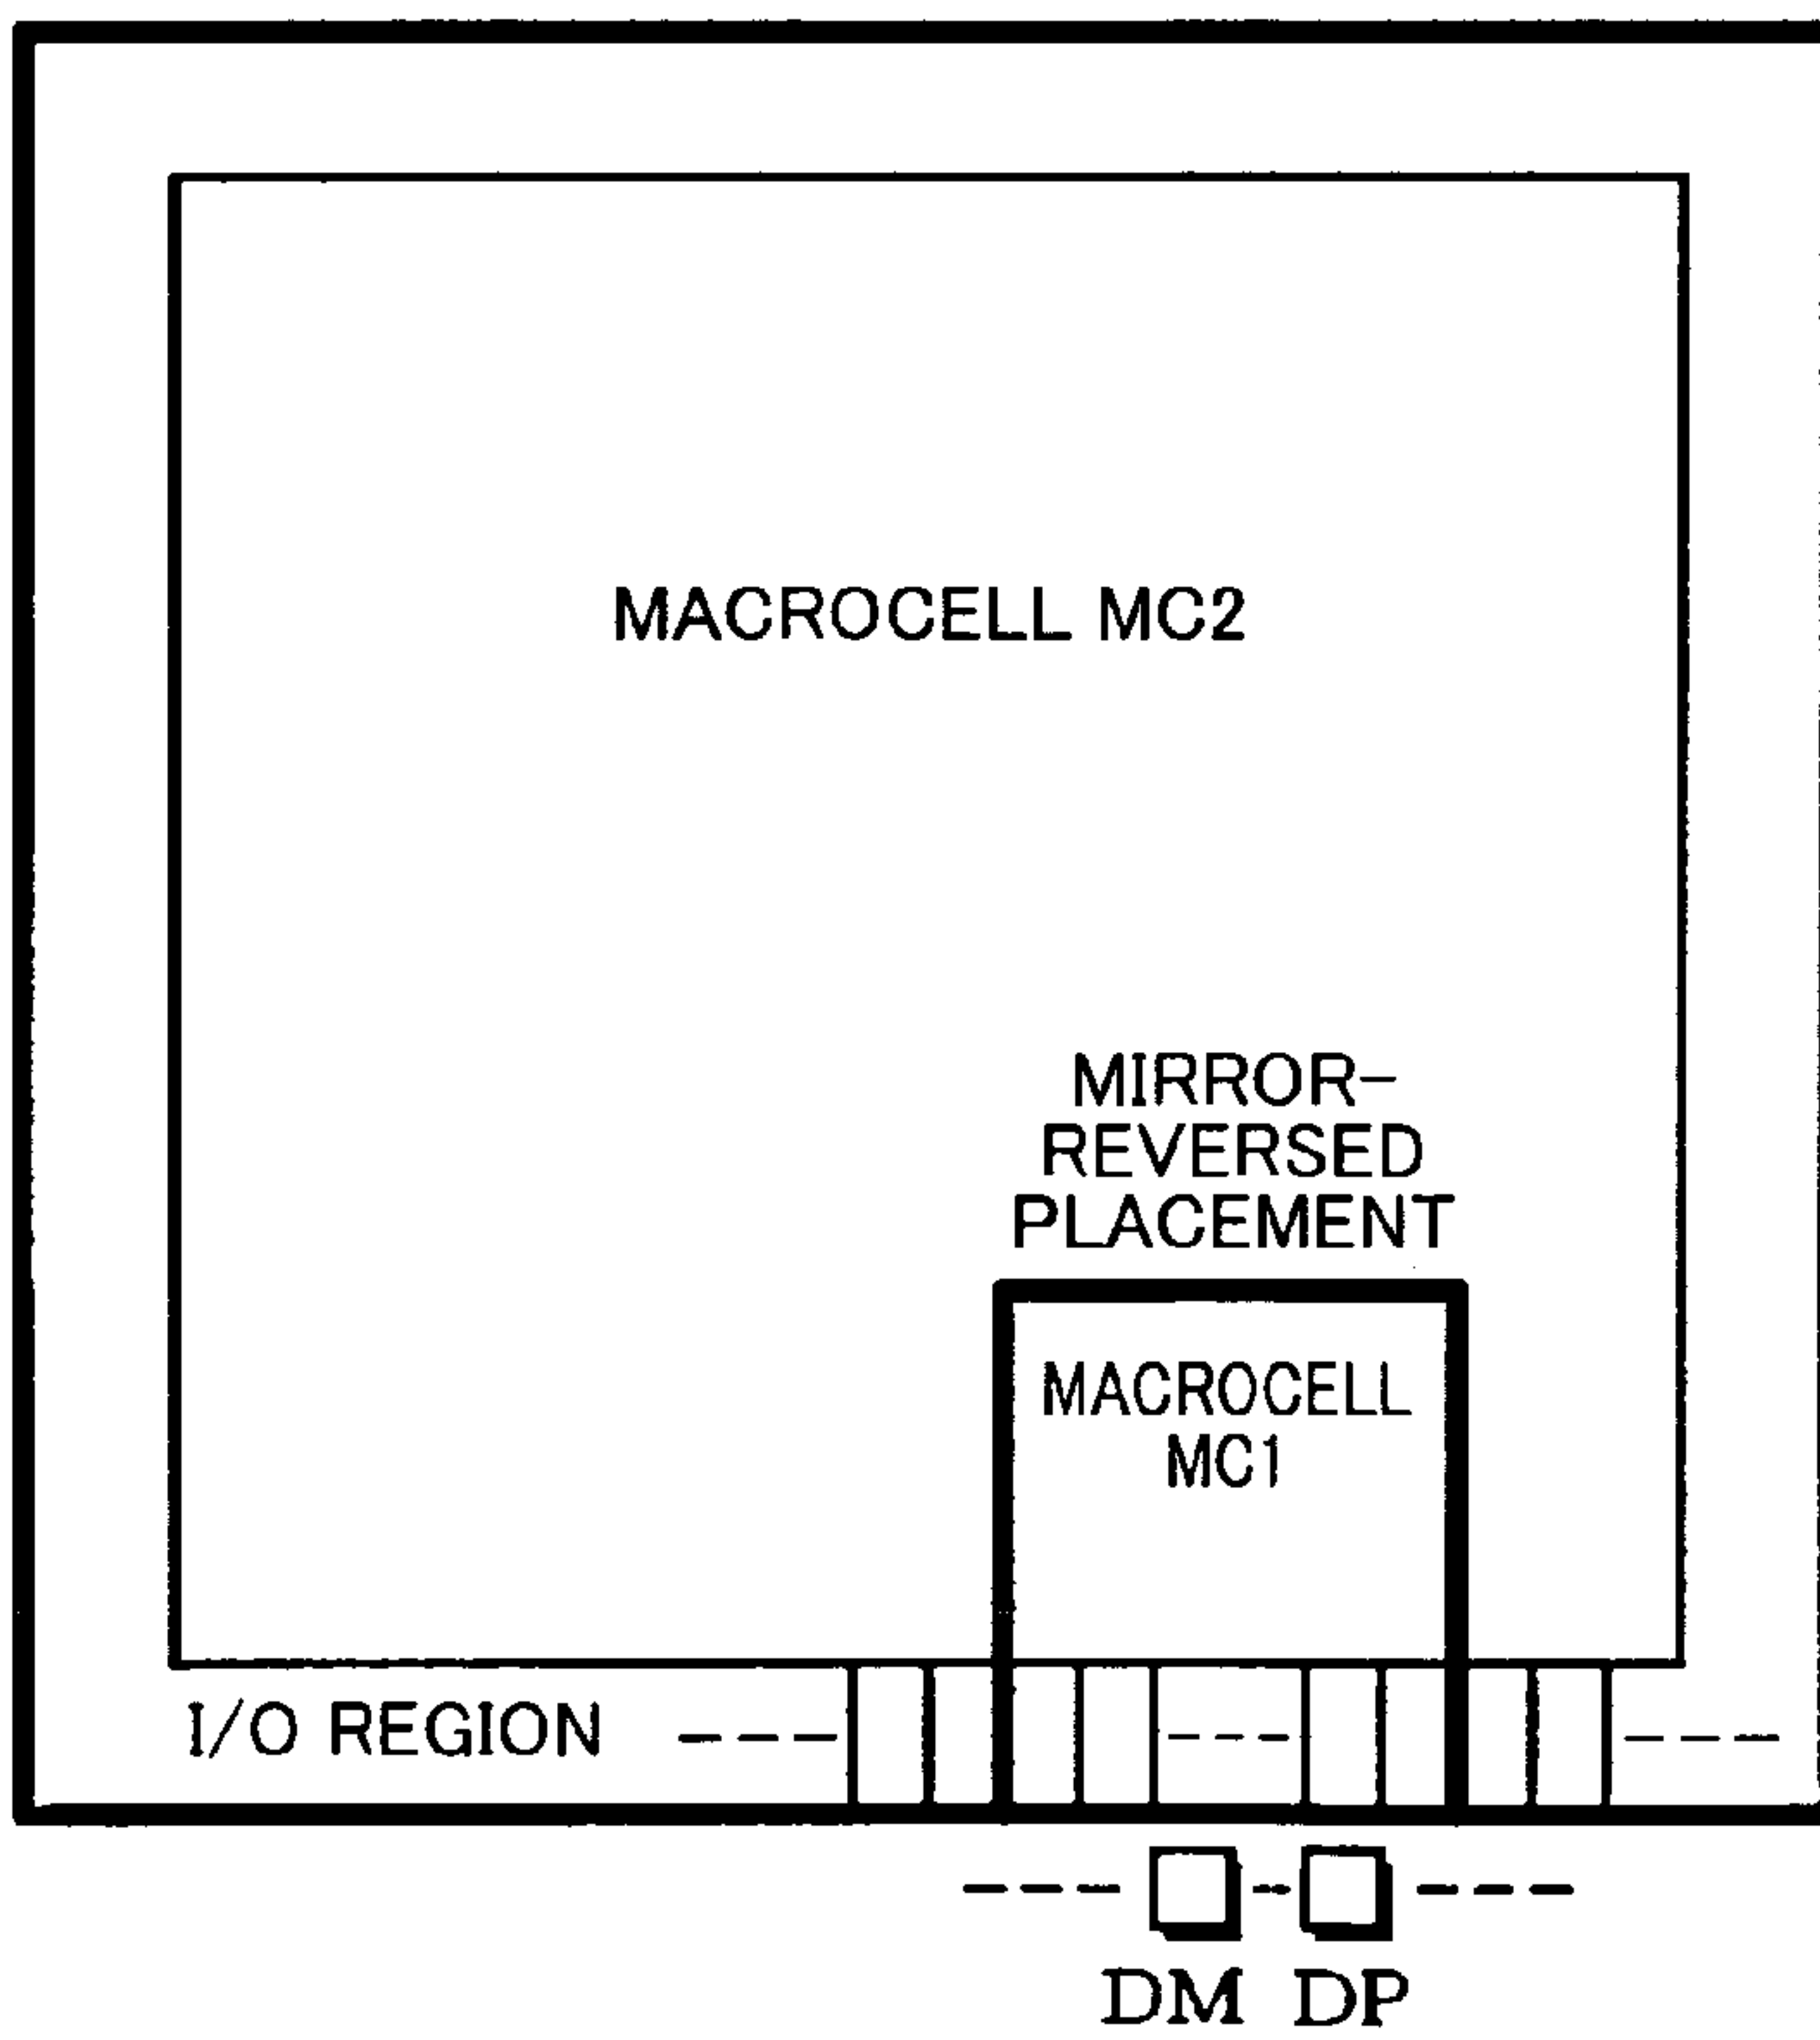 MACROCELL MC2
MIRROR-
REVERSED
PLACEMENT
MACROCELL
MC1
I/O REGION
DM DP